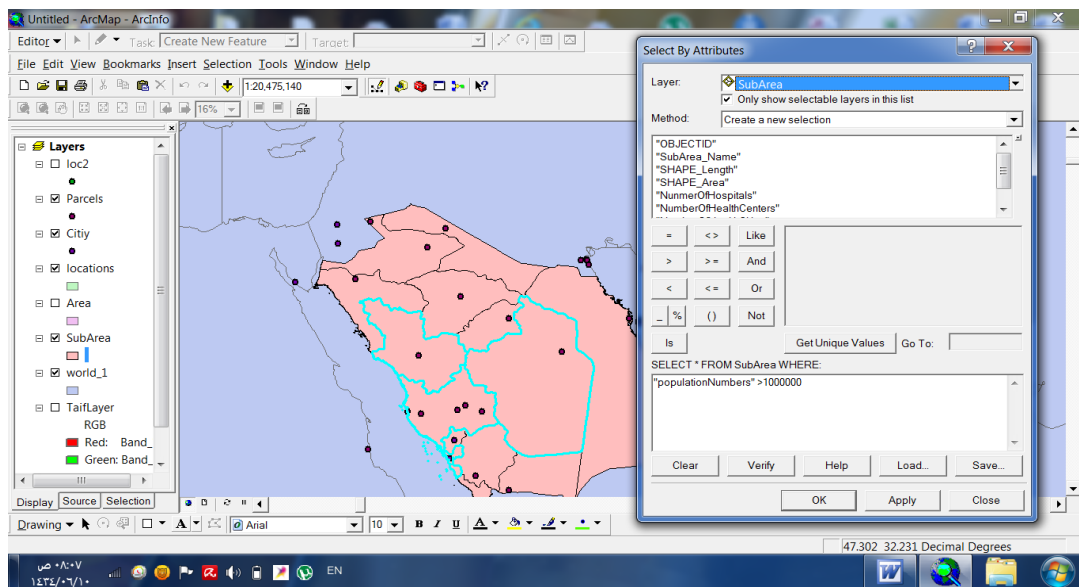 Untitled - ArcMap - ArcInfo
Editor Task: Create New Feature Target:
File Edit View Bookmarks Insert Selection Tools Window Help
1:20,475,140
16%
Layers
loc2
Parcels
Citiy
locations
Area
SubArea
world_1
TaifLayer
RGB
Red: Band_
Green: Band_
Display Source Selection
Drawing A Arial 10 B I U A
47.302 32.231 Decimal Degrees
Select By Attributes
Layer: SubArea
Only show selectable layers in this list
Method: Create a new selection
"OBJECTID"
"SubArea_Name"
"SHAPE_Length"
"SHAPE_Area"
"NunmerOfHospitals"
"NumberOfHealthCenters"
= <> Like
> >= And
< <= Or
_ % () Not
Is Get Unique Values Go To:
SELECT * FROM SubArea WHERE:
"populationNumbers" >1000000
Clear Verify Help Load... Save...
OK Apply Close
٠٨:٠٧ ص
١٤٣٤/٠٦/١٠
EN